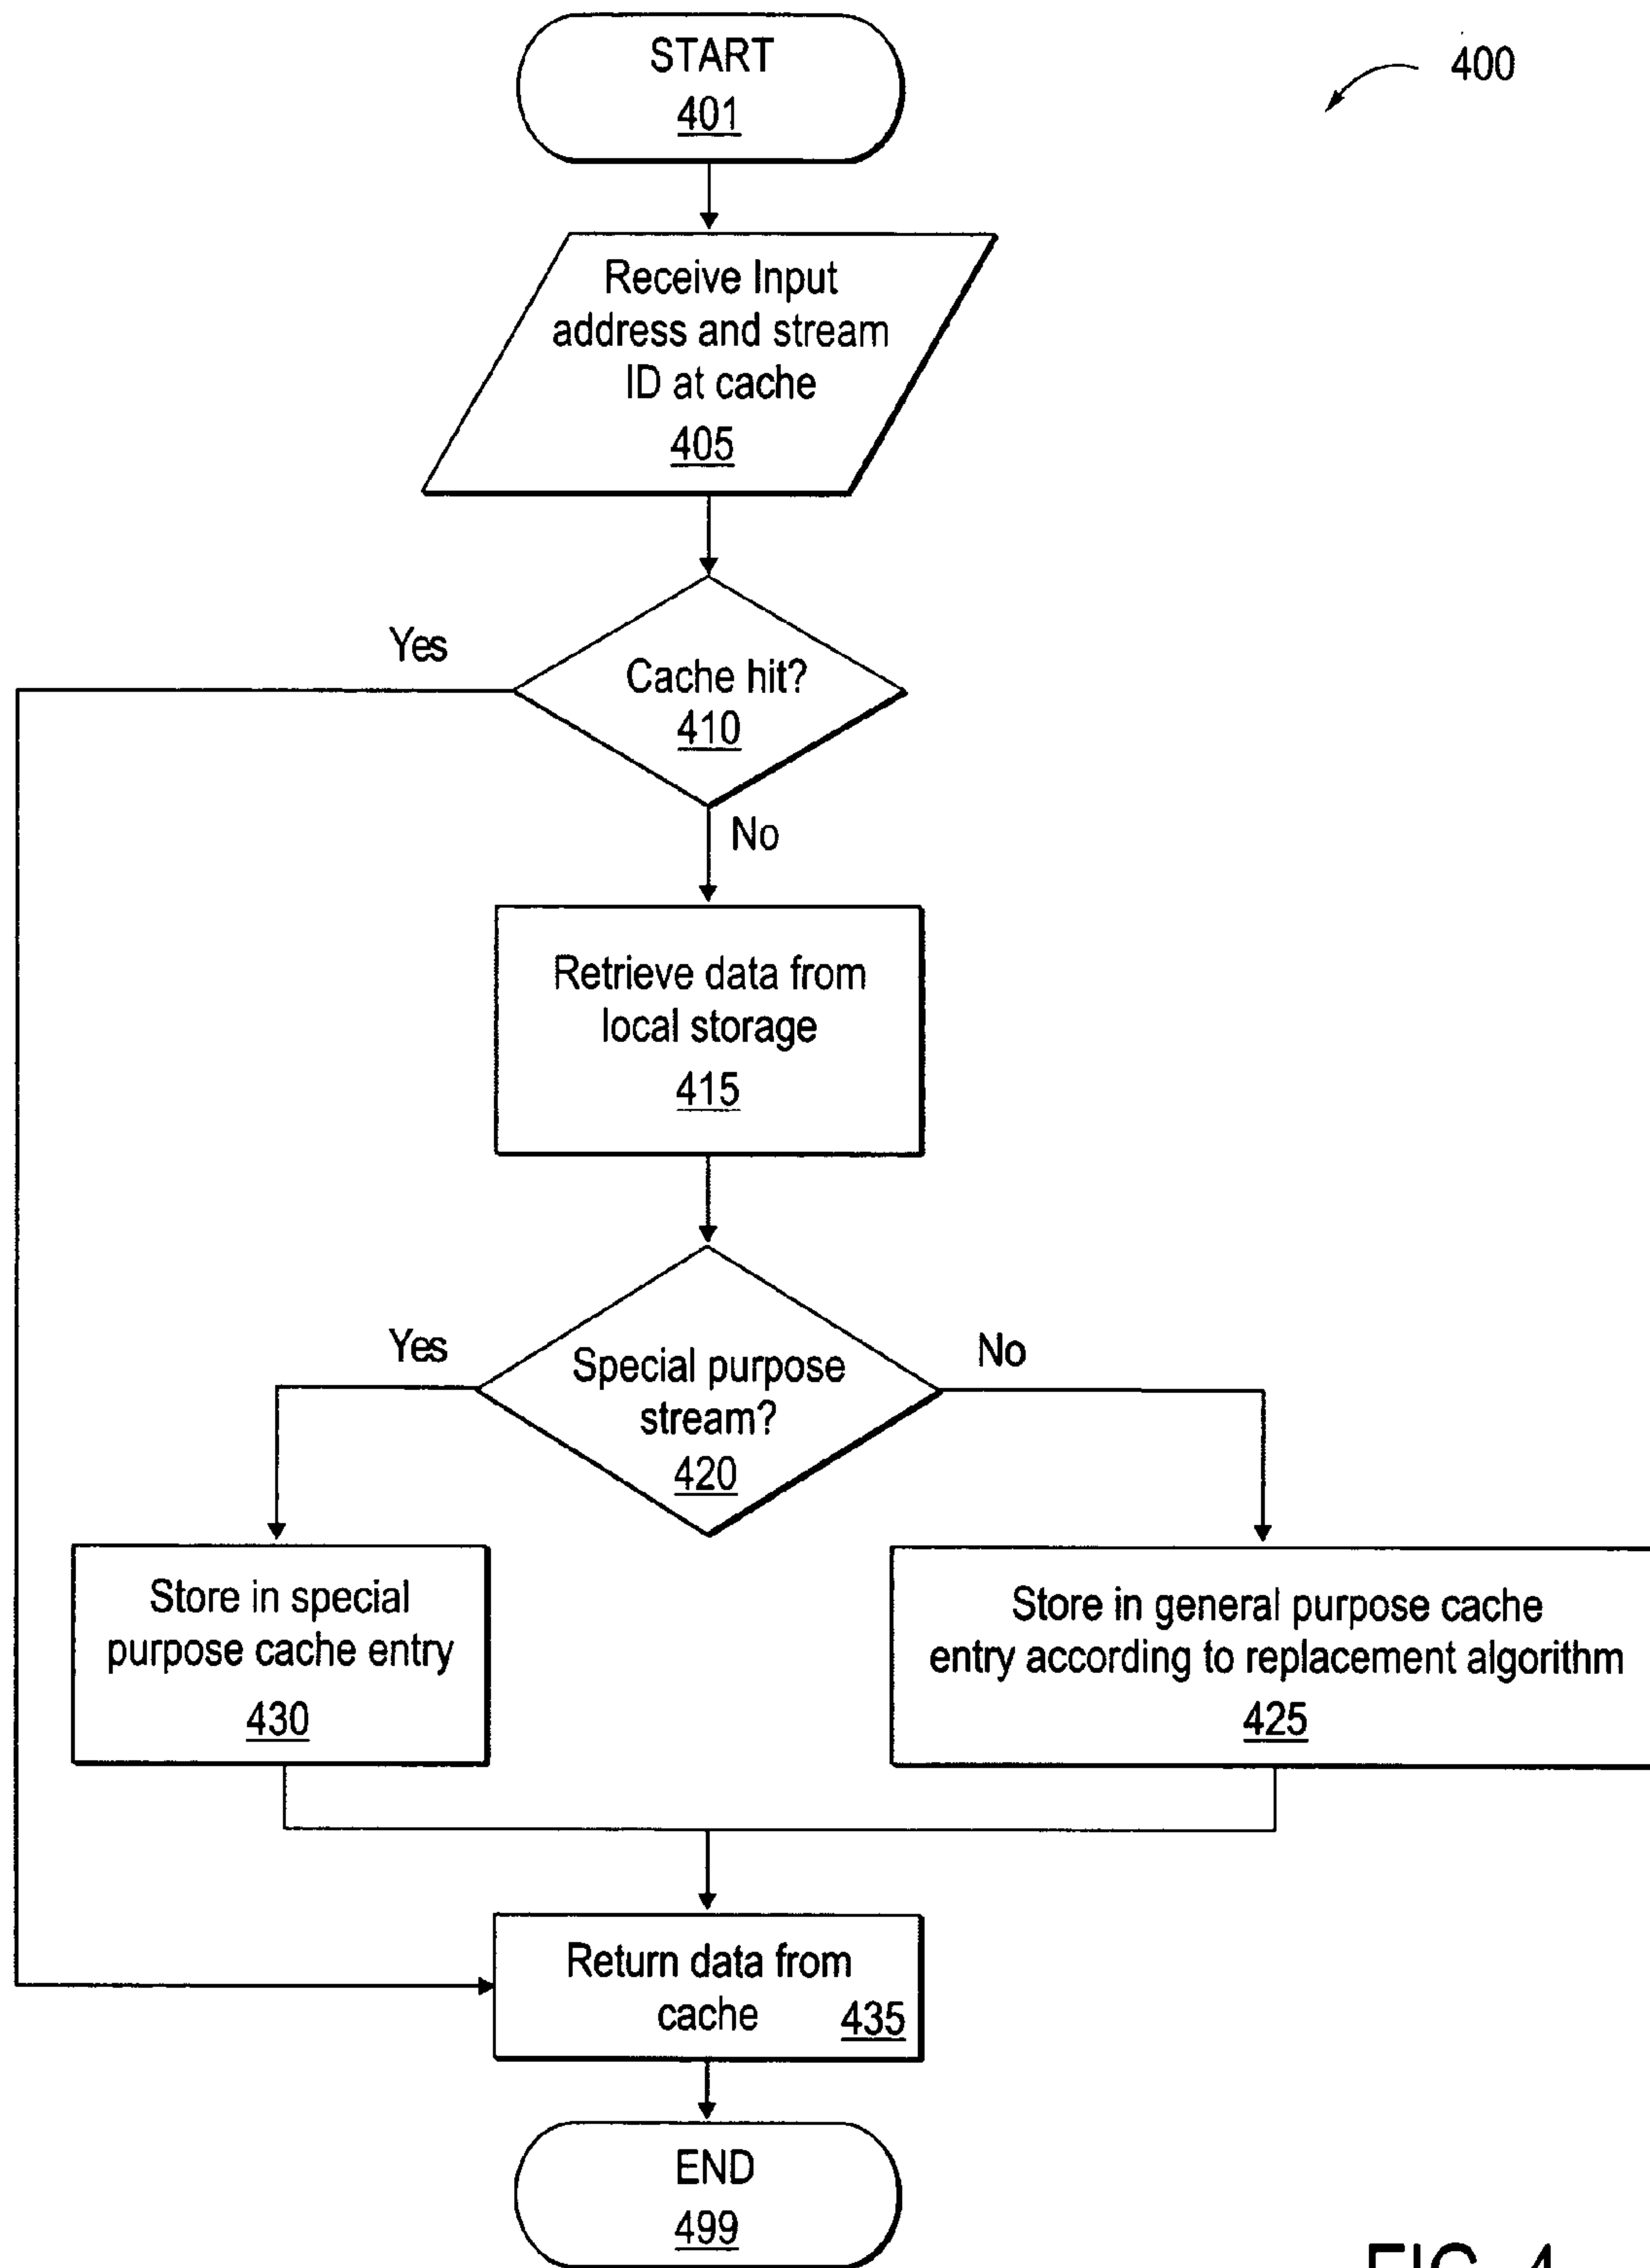 START
401
400
Receive Input
address and stream
ID at cache
405
Yes
Cache hit?
410
No
Retrieve data from
local storage
415
Yes
No
Special purpose
stream?
420
Store in special
purpose cache entry
430
Store in general purpose cache
entry according to replacement algorithm
425
Return data from
cache 435
END
499
FIG. 4